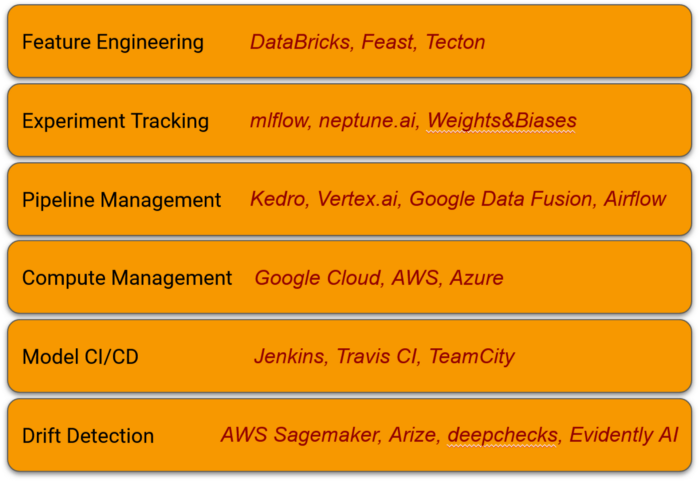 Feature Engineering DataBricks, Feast, Tecton
Experiment Tracking mlflow, neptune.ai, Weights&Biases
Pipeline Management Kedro, Vertex.ai, Google Data Fusion, Airflow
Compute Management Google Cloud, AWS, Azure
Model CI/CD Jenkins, Travis CI, TeamCity
Drift Detection AWS Sagemaker, Arize, deepchecks, Evidently AI